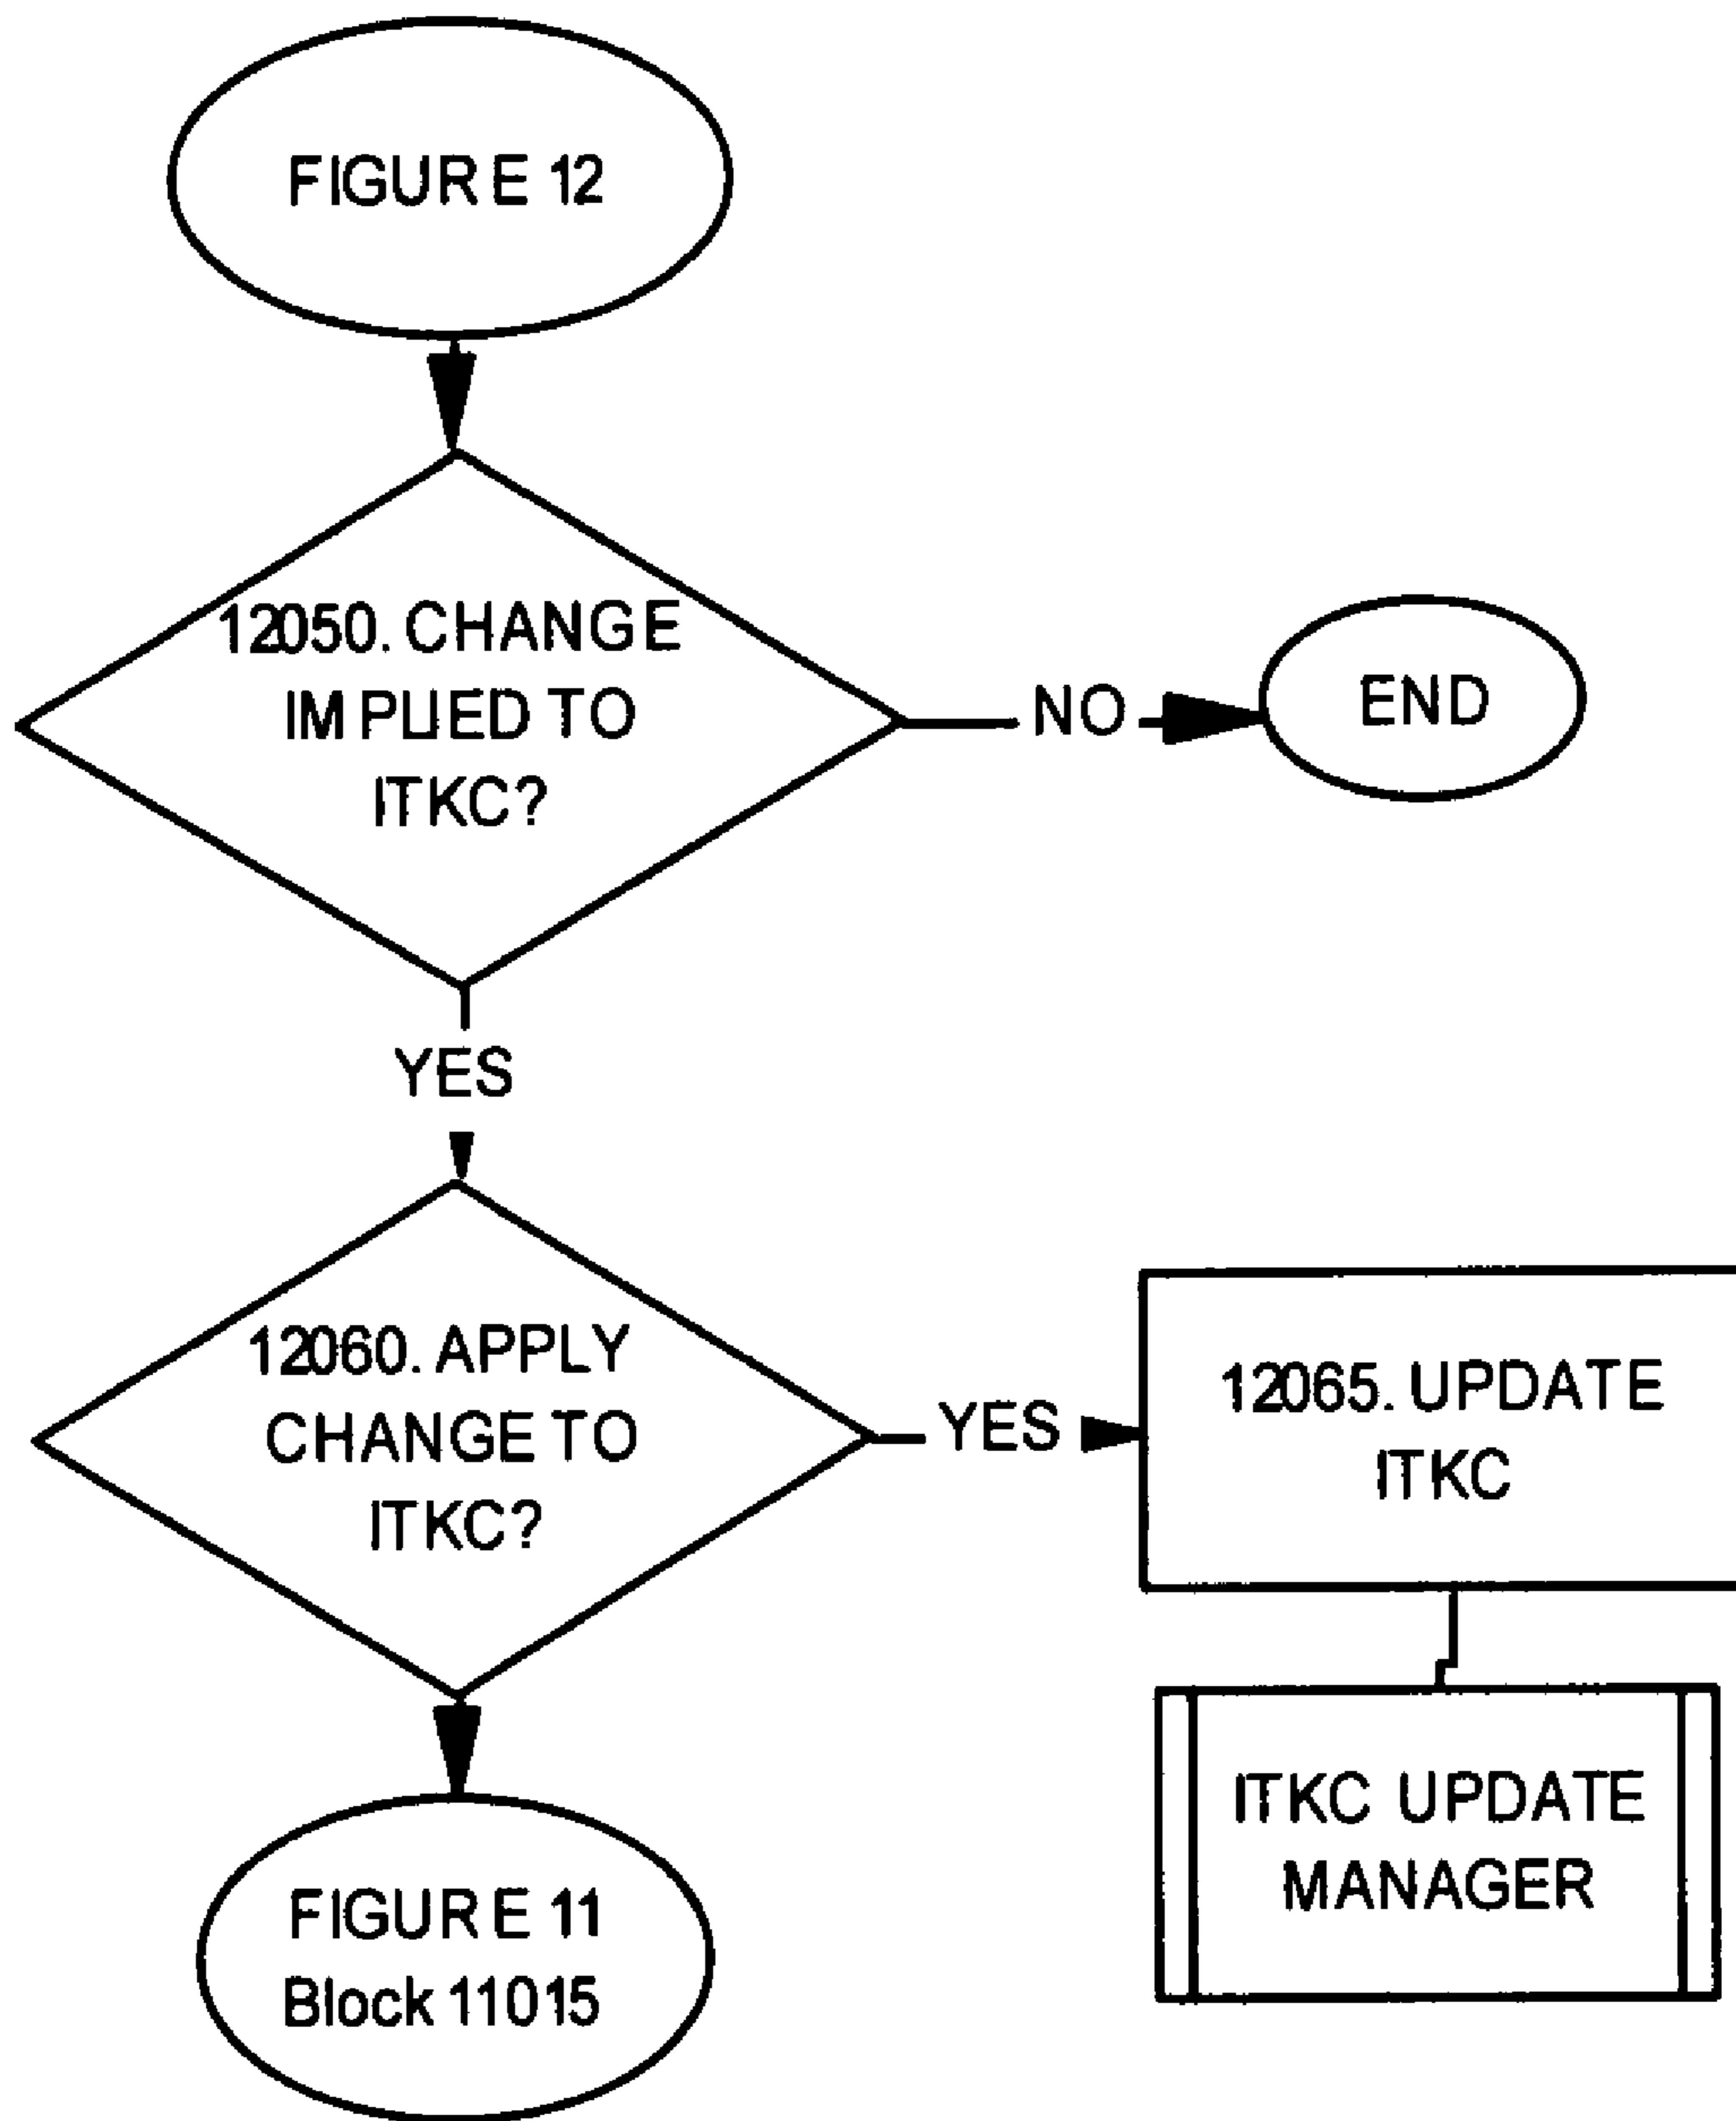 FIGURE 12
12050. CHANGE
IMPLIED TO
ITKC?
NO
END
YES
12060. APPLY
CHANGE TO
ITKC?
YES
12065. UPDATE
ITKC
ITKC UPDATE
MANAGER
FIGURE 11
Block 11015